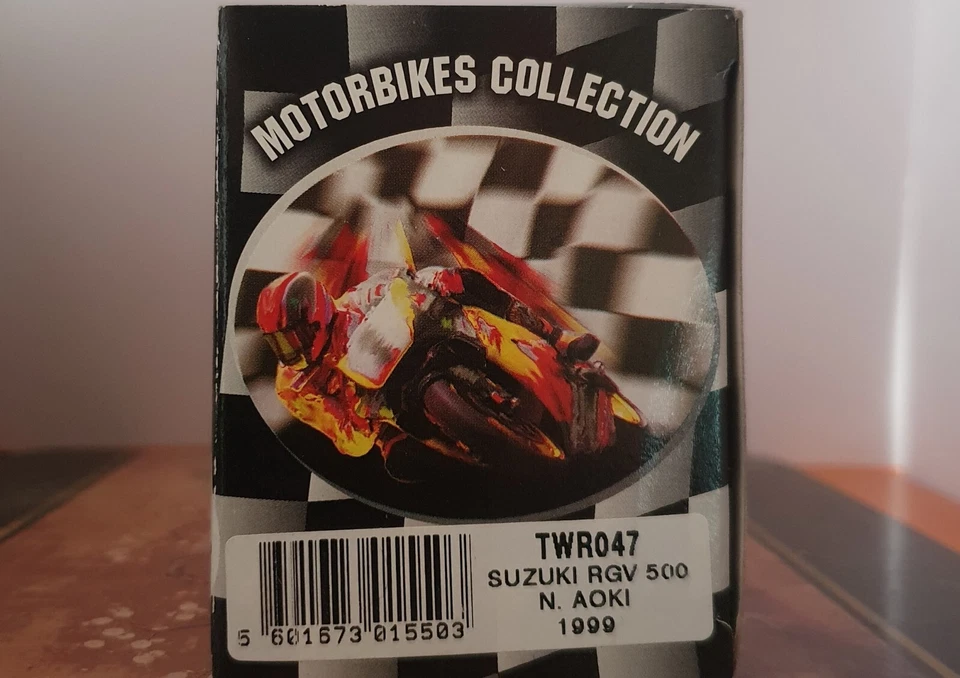 MOTORBIKES COLLECTION
TWR047
SUZUKI RGV 500
N. AOKI
1999
5 601673 015503